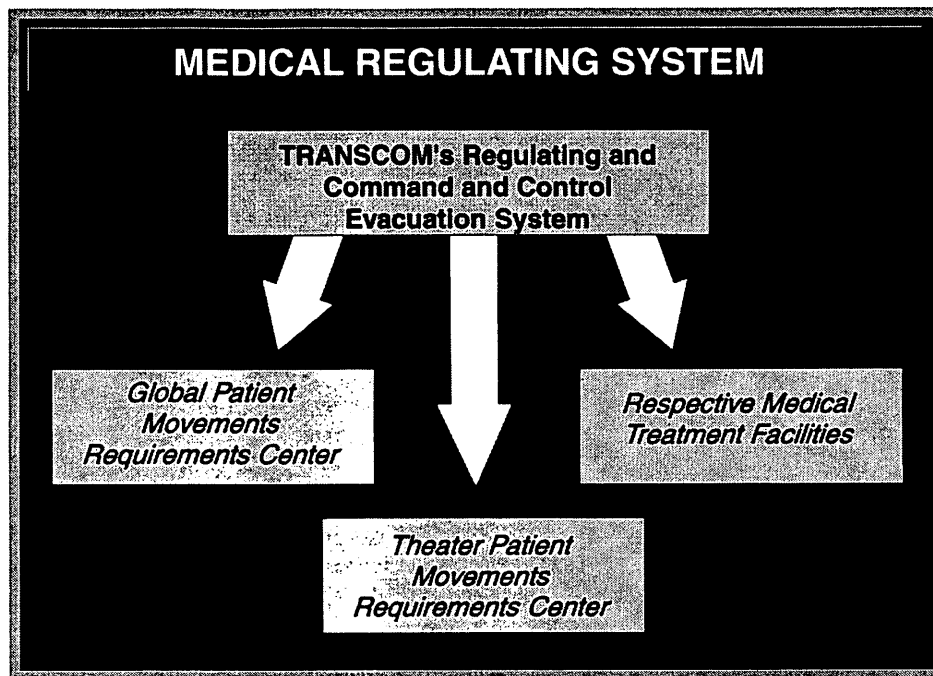 MEDICAL REGULATING SYSTEM
TRANSCOM's Regulating and
Command and Control
Evacuation System
Global Patient
Movements
Requirements Center
Respective Medical
Treatment Facilities
Theater Patient
Movements
Requirements Center